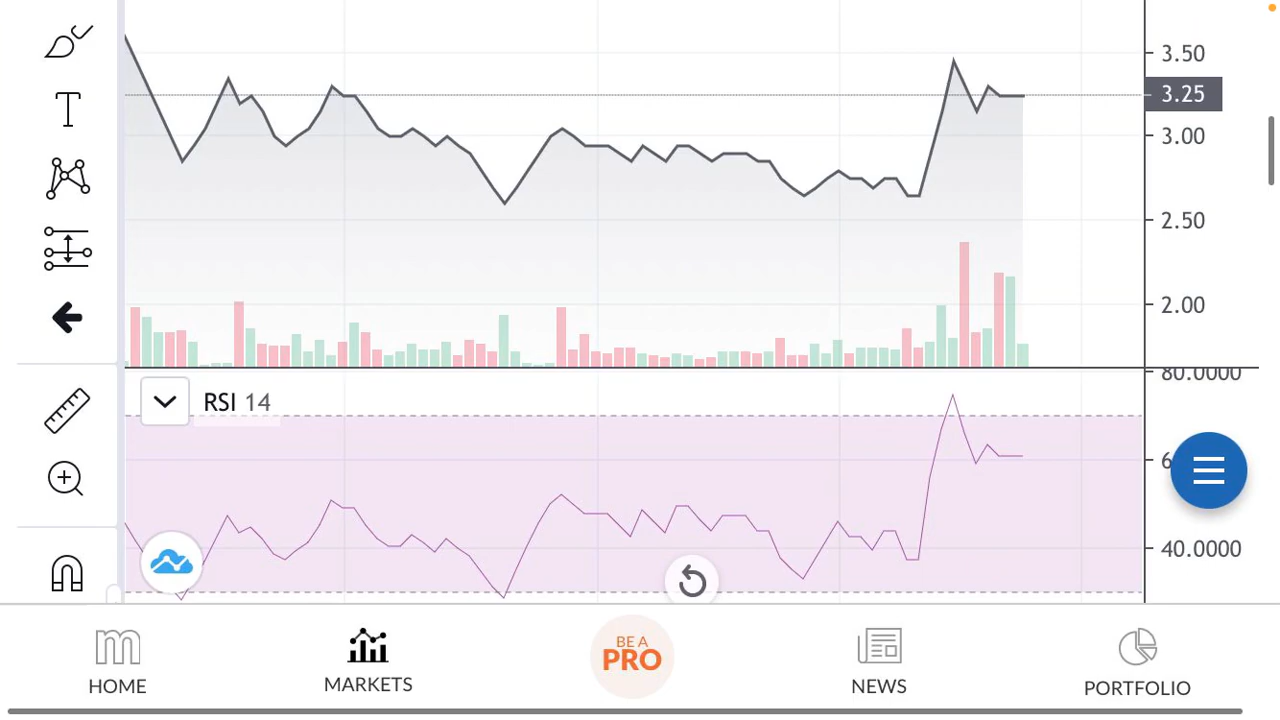 T
3.50
3.25
3.00
2.50
2.00
80.0000
RSI 14
40.0000
BE A
PRO
HOME
MARKETS
NEWS
PORTFOLIO